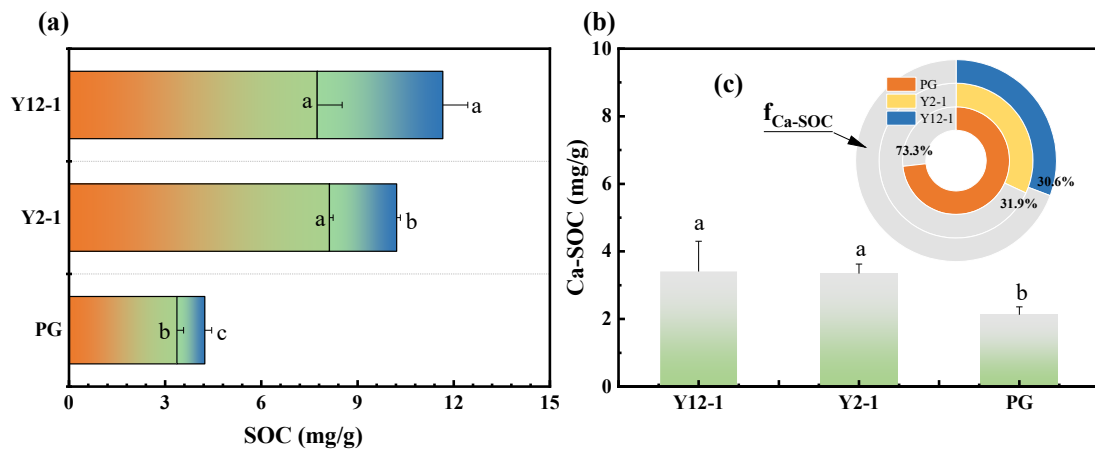 (a)
Y12-1
a
a
Y2-1
a
b
PG
b
c
0
3
6
9
12
15
SOC (mg/g)
(b)
10
8
6
4
2
0
Ca-SOC (mg/g)
(c)
PG
Y2-1
Y12-1
fCa-SOC
73.3%
30.6%
31.9%
a
a
b
Y12-1
Y2-1
PG